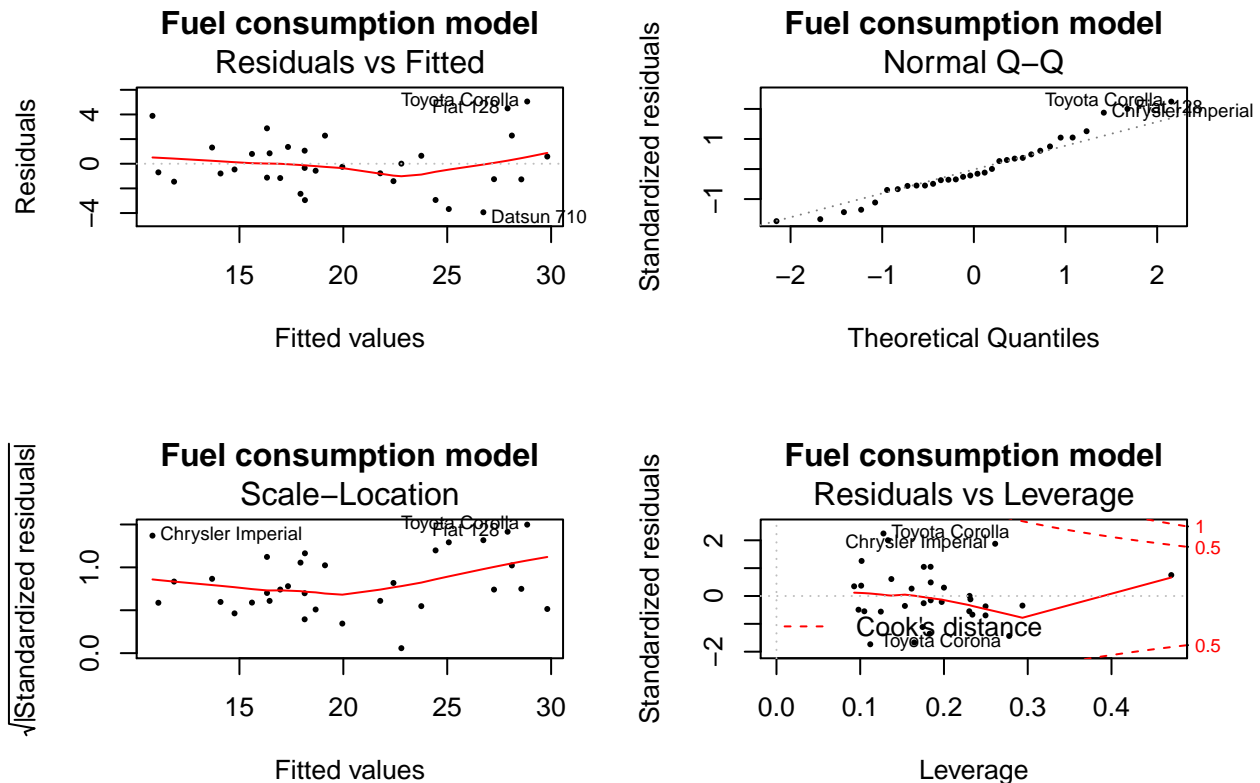 Fuel consumption model
Residuals vs Fitted
Residuals
4
0
−4
Toyota Corolla
Fiat 128
Datsun 710
15 20 25 30
Fitted values
Fuel consumption model
Normal Q−Q
Standardized residuals
1
−1
Toyota Corolla
Fiat 128
Chrysler Imperial
−2 −1 0 1 2
Theoretical Quantiles
Fuel consumption model
Scale−Location
√|Standardized residuals|
1.0
0.0
Chrysler Imperial
Toyota Corolla
Fiat 128
15 20 25 30
Fitted values
Fuel consumption model
Residuals vs Leverage
Standardized residuals
2
0
−2
Toyota Corolla
Chrysler Imperial
Cook's distance
Toyota Corona
1
0.5
0.5
0.0 0.1 0.2 0.3 0.4
Leverage